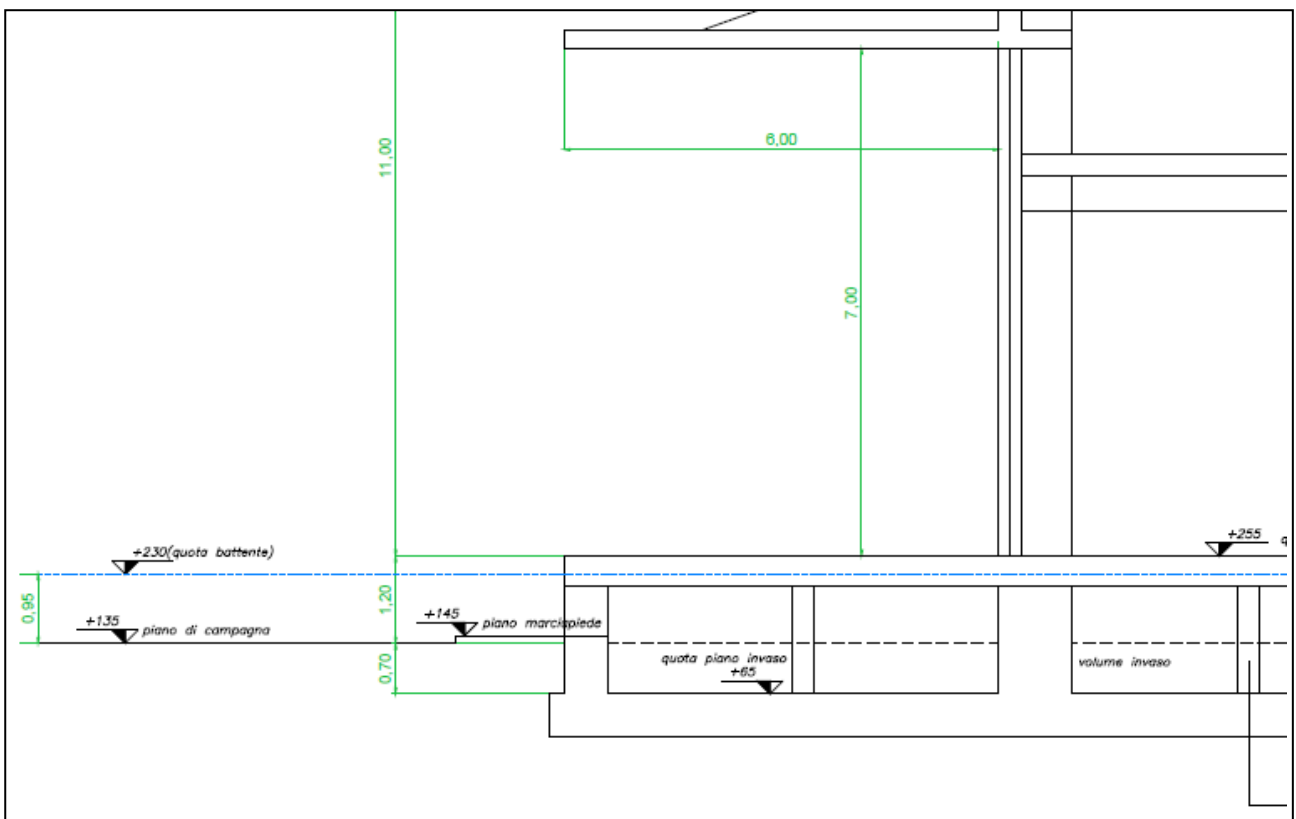 6,00
11,00
7,00
+230(quota battente)
+255
q
0,95
1,20
+135
piano di campagna
+145
piano marciapiede
0,70
quota piano invaso
+65
volume invaso